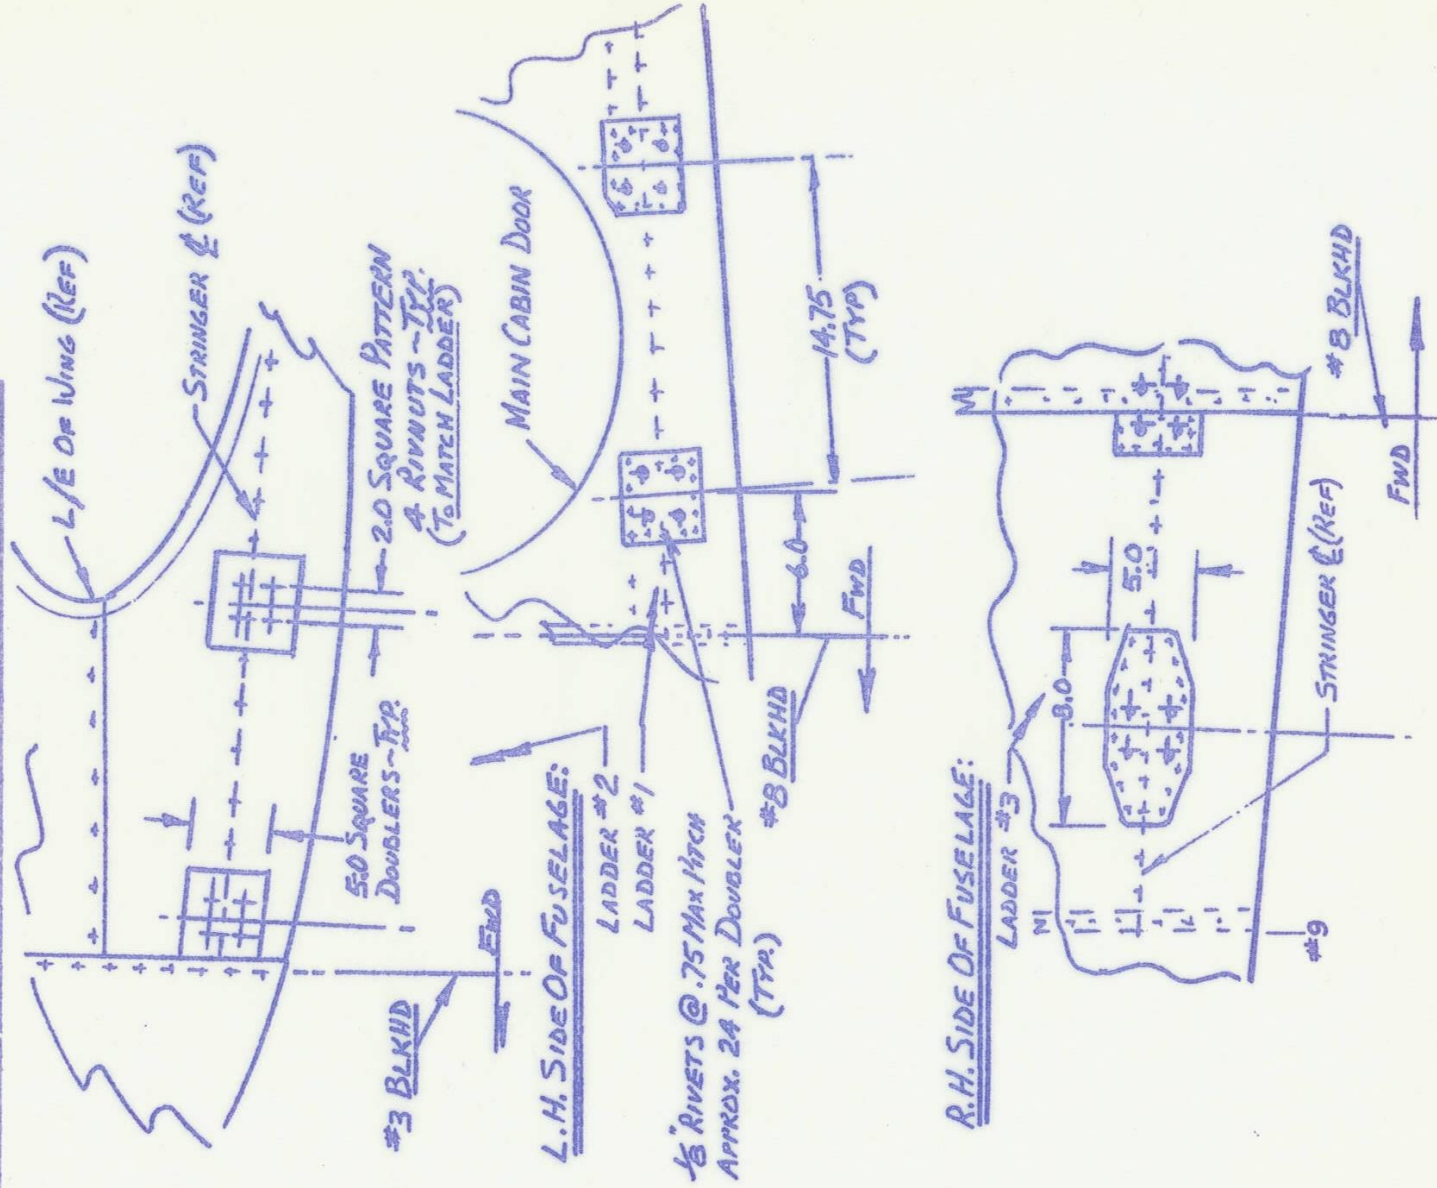 L/E OF WING (REF)
STRINGER ℄ (REF)
2.0 SQUARE PATTERN
4 RIVNUTS ~ TYP.
(TO MATCH LADDER)
5.0 SQUARE
DOUBLERS ~ TYP.
#3 BLKHD
FWD
L.H. SIDE OF FUSELAGE:
LADDER #2
LADDER #1
MAIN CABIN DOOR
14.75
(TYP)
6.0
FWD
#8 BLKHD
1/8" RIVETS @ .75 MAX PITCH
APPROX. 24 PER DOUBLER
(TYP.)
R.H. SIDE OF FUSELAGE:
LADDER #3
8.0
5.0
#9
STRINGER ℄ (REF)
#8 BLKHD
FWD